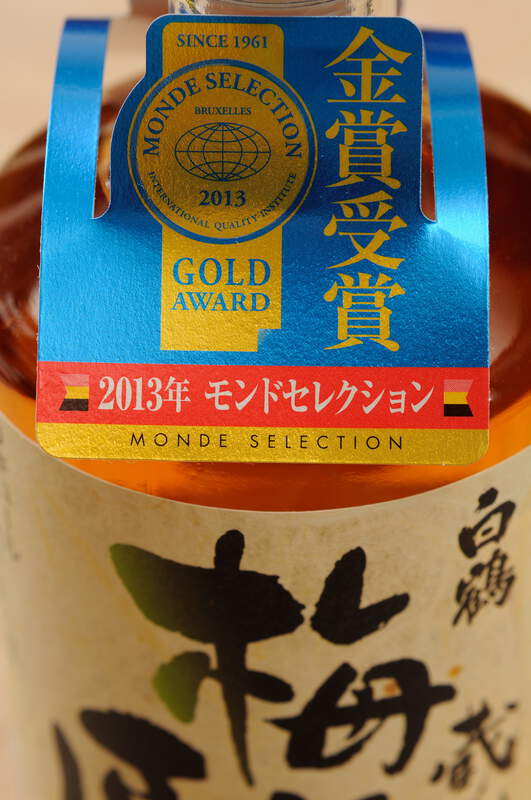 SINCE 1961
MONDE SELECTION
BRUXELLES
2013
INTERNATIONAL QUALITY-INSTITUTE
GOLD
AWARD
金賞受賞
2013年 モンドセレクション
MONDE SELECTION
白鶴
梅